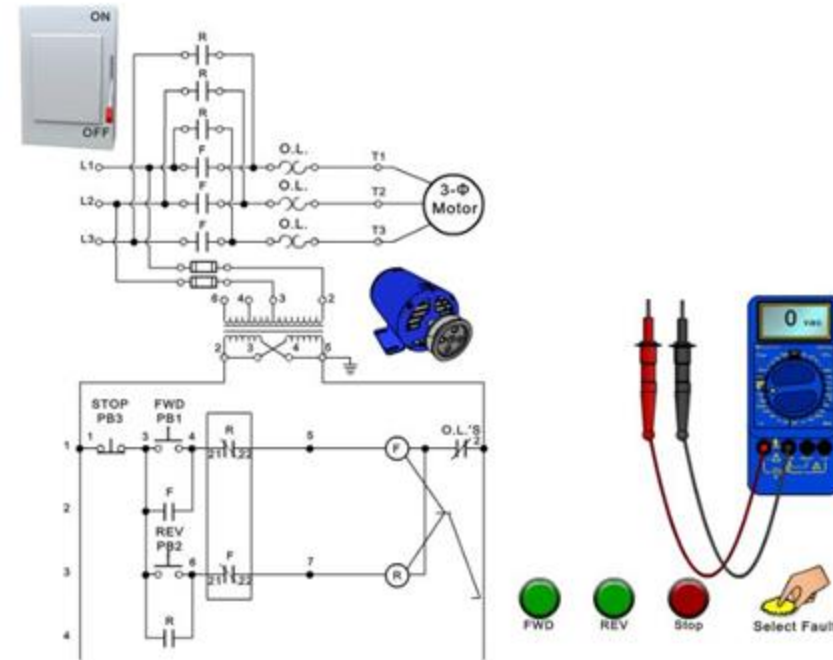 ON
OFF
R
R
R
F
O.L.
T1
L1
F
O.L.
T2
L2
F
O.L.
T3
L3
3-Φ
Motor
6 4 3 2
2 3 4 5
0 VAC
STOP
PB3
FWD
PB1
R
O.L.'S
1 1 3 4 21 22 5 F 2
2 F
REV
PB2
F
3 6 21 22 7 R
4 R
FWD
REV
Stop
Select Fault